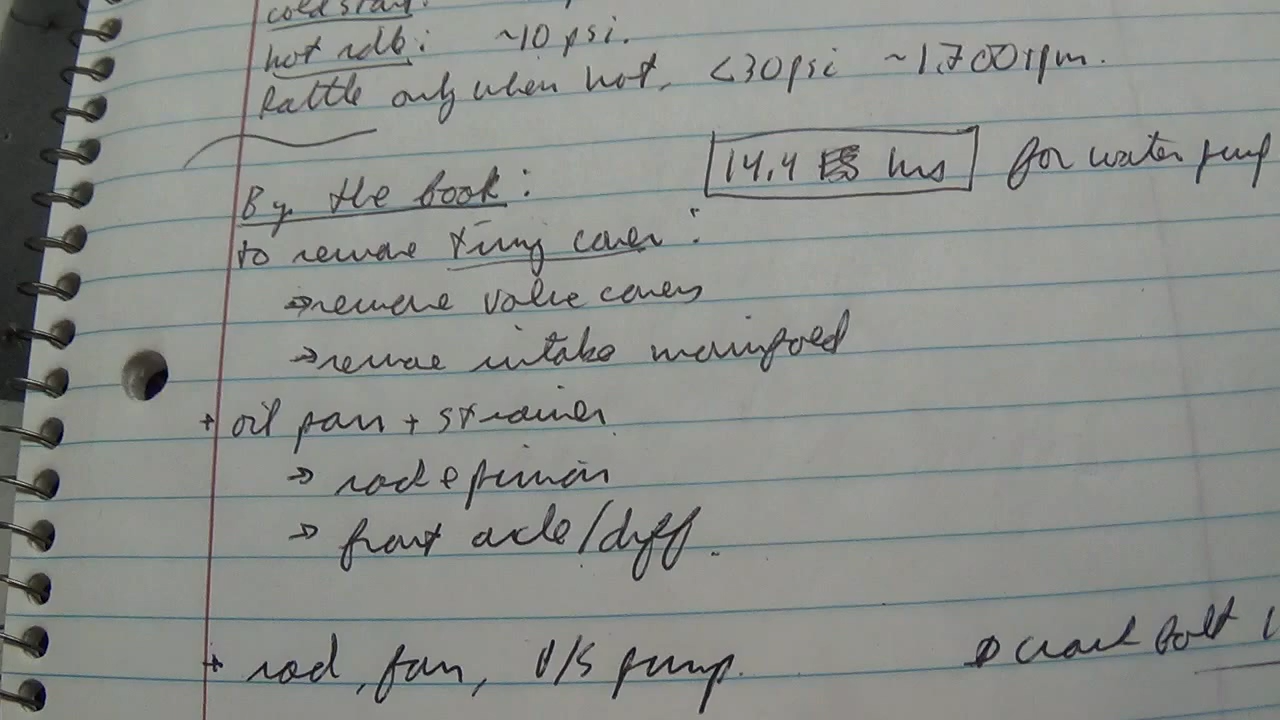 cold start:
hot idle: ~10 psi.
Rattle only when hot, <30psi ~1,700rpm.
By the book: 14.4 hrs for water pump
to remove timing cover:
→ remove valve covers
→ remove intake manifold
+ oil pan + strainer
→ rack & pinion
→ front axle/diff.
+ rad, fan, P/S pump.
crank bolt